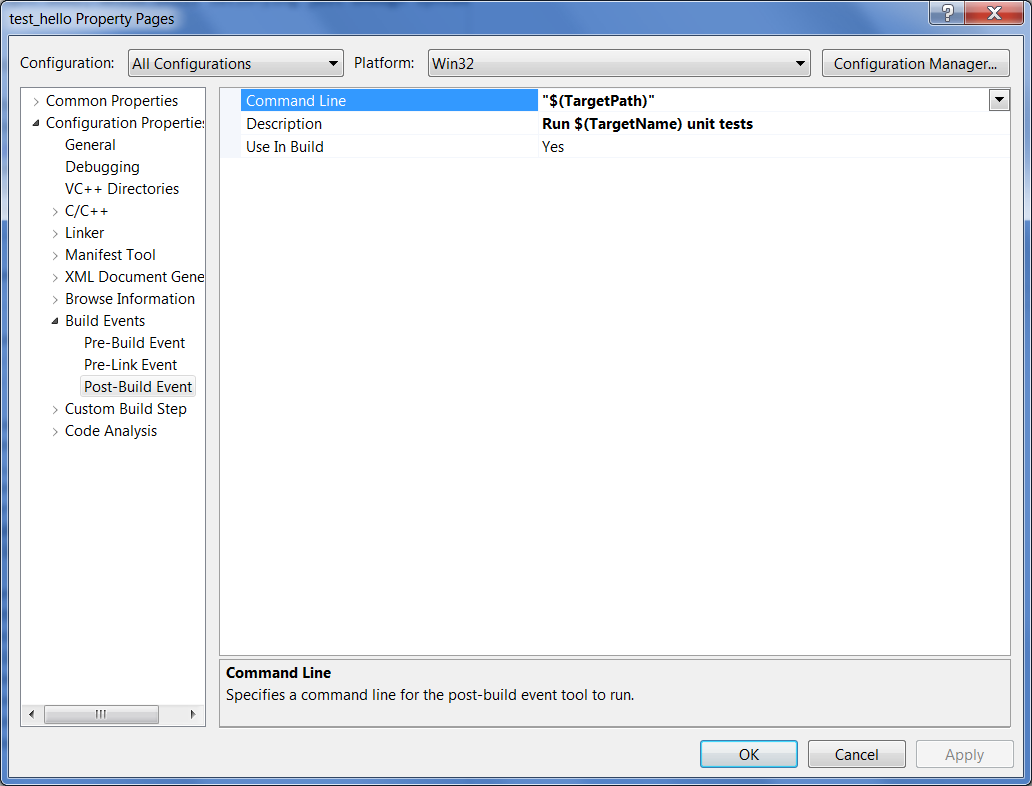 test_hello Property Pages
Configuration: All Configurations Platform: Win32 Configuration Manager...
Common Properties
Configuration Properties
General
Debugging
VC++ Directories
C/C++
Linker
Manifest Tool
XML Document Gene
Browse Information
Build Events
Pre-Build Event
Pre-Link Event
Post-Build Event
Custom Build Step
Code Analysis
Command Line "$(TargetPath)"
Description Run $(TargetName) unit tests
Use In Build Yes
Command Line
Specifies a command line for the post-build event tool to run.
OK Cancel Apply